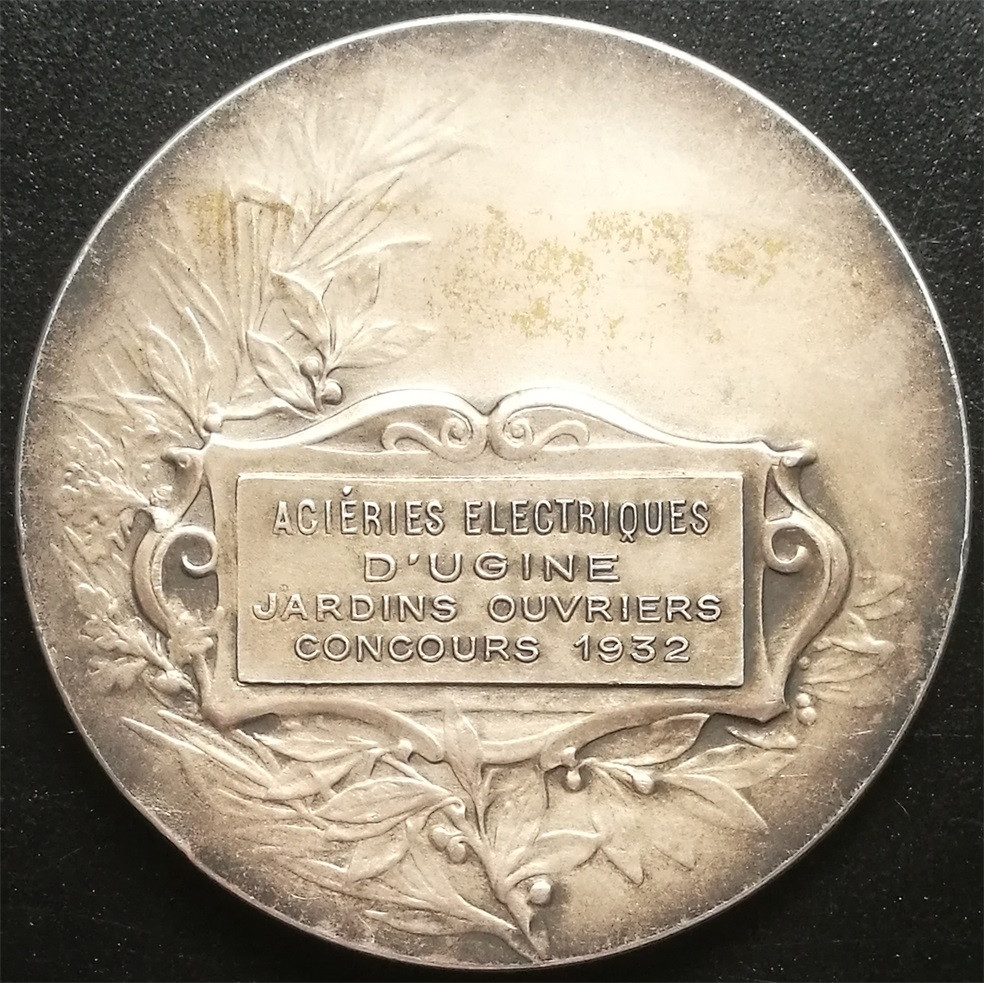 ACIÉRIES ELECTRIQUES
D'UGINE
JARDINS OUVRIERS
CONCOURS 1932